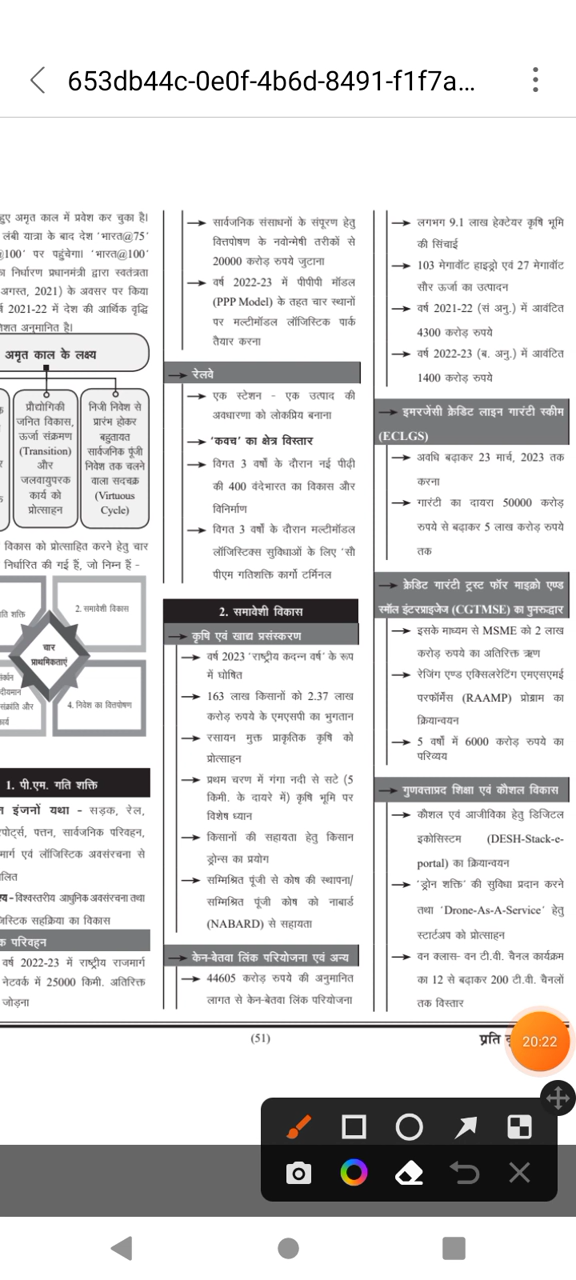 653db44c-0e0f-4b6d-8491-f1f7a...
हुए अमृत काल में प्रवेश कर चुका है।
लंबी यात्रा के बाद देश 'भारत@75'
@100' पर पहुंचेगा। 'भारत@100'
निर्धारण प्रधानमंत्री द्वारा स्वतंत्रता
अगस्त, 2021) के अवसर पर किया
2021-22 में देश की आर्थिक वृद्धि
अनुमानित है।
अमृत काल के लक्ष्य
प्रौद्योगिकी
जनित विकास,
ऊर्जा संक्रमण
(Transition)
और
जलवायुपरक
कार्य को
प्रोत्साहन
निजी निवेश से
प्रारंभ होकर
बहुतायत
सार्वजनिक पूंजी
निवेश तक चलने
वाला सदचक्र
(Virtuous
Cycle)
विकास को प्रोत्साहित करने हेतु चार
निर्धारित की गई हैं, जो निम्न हैं -
ति शक्ति
2. समावेशी विकास
चार
प्राथमिकताएं
दीयमान
संक्रांति और
कार्य
4. निवेश का वित्तपोषण
1. पी.एम. गति शक्ति
इंजनों यथा - सड़क, रेल,
रपोर्ट्स, पत्तन, सार्वजनिक परिवहन,
मार्ग एवं लॉजिस्टिक अवसंरचना से
लित
य - विश्वस्तरीय आधुनिक अवसंरचना तथा
जिस्टिक सहक्रिया का विकास
क परिवहन
वर्ष 2022-23 में राष्ट्रीय राजमार्ग
नेटवर्क में 25000 किमी. अतिरिक्त
जोड़ना
→ सार्वजनिक संसाधनों के संपूरण हेतु
वित्तपोषण के नवोन्मेषी तरीकों से
20000 करोड़ रुपये जुटाना
→ वर्ष 2022-23 में पीपीपी मॉडल
(PPP Model) के तहत चार स्थानों
पर मल्टीमॉडल लॉजिस्टिक पार्क
तैयार करना
→ रेलवे
→ एक स्टेशन - एक उत्पाद की
अवधारणा को लोकप्रिय बनाना
→ 'कवच' का क्षेत्र विस्तार
→ विगत 3 वर्षों के दौरान नई पीढ़ी
की 400 वंदेभारत का विकास और
विनिर्माण
→ विगत 3 वर्षों के दौरान मल्टीमॉडल
लॉजिस्टिक्स सुविधाओं के लिए 'सौ
पीएम गतिशक्ति कार्गो टर्मिनल
2. समावेशी विकास
→ कृषि एवं खाद्य प्रसंस्करण
→ वर्ष 2023 'राष्ट्रीय कदन्न वर्ष' के रूप
में घोषित
→ 163 लाख किसानों को 2.37 लाख
करोड़ रुपये के एमएसपी का भुगतान
→ रसायन मुक्त प्राकृतिक कृषि को
प्रोत्साहन
→ प्रथम चरण में गंगा नदी से सटे (5
किमी. के दायरे में) कृषि भूमि पर
विशेष ध्यान
→ किसानों की सहायता हेतु किसान
ड्रोन्स का प्रयोग
→ सम्मिश्रित पूंजी से कोष की स्थापना/
सम्मिश्रित पूंजी कोष को नाबार्ड
(NABARD) से सहायता
→ केन-बेतवा लिंक परियोजना एवं अन्य
→ 44605 करोड़ रुपये की अनुमानित
लागत से केन-बेतवा लिंक परियोजना
→ लगभग 9.1 लाख हेक्टेयर कृषि भूमि
की सिंचाई
→ 103 मेगावॉट हाइड्रो एवं 27 मेगावॉट
सौर ऊर्जा का उत्पादन
→ वर्ष 2021-22 (सं अनु.) में आवंटित
4300 करोड़ रुपये
→ वर्ष 2022-23 (ब. अनु.) में आवंटित
1400 करोड़ रुपये
→ इमरजेंसी क्रेडिट लाइन गारंटी स्कीम
(ECLGS)
→ अवधि बढ़ाकर 23 मार्च, 2023 तक
करना
→ गारंटी का दायरा 50000 करोड़
रुपये से बढ़ाकर 5 लाख करोड़ रुपये
तक
→ क्रेडिट गारंटी ट्रस्ट फॉर माइक्रो एण्ड
स्मॉल इंटरप्राइजेज (CGTMSE) का पुनरुद्धार
→ इसके माध्यम से MSME को 2 लाख
करोड़ रुपये का अतिरिक्त ऋण
→ रेजिंग एण्ड एक्सिलरेटिंग एमएसएमई
परफॉर्मेंस (RAAMP) प्रोग्राम का
क्रियान्वयन
→ 5 वर्षों में 6000 करोड़ रुपये का
परिव्यय
→ गुणवत्ताप्रद शिक्षा एवं कौशल विकास
→ कौशल एवं आजीविका हेतु डिजिटल
इकोसिस्टम (DESH-Stack-e-
portal) का क्रियान्वयन
→ 'ड्रोन शक्ति' की सुविधा प्रदान करने
तथा 'Drone-As-A-Service' हेतु
स्टार्टअप को प्रोत्साहन
→ वन क्लास- वन टी.वी. चैनल कार्यक्रम
का 12 से बढ़ाकर 200 टी.वी. चैनलों
तक विस्तार
(51)
प्रति
20:22